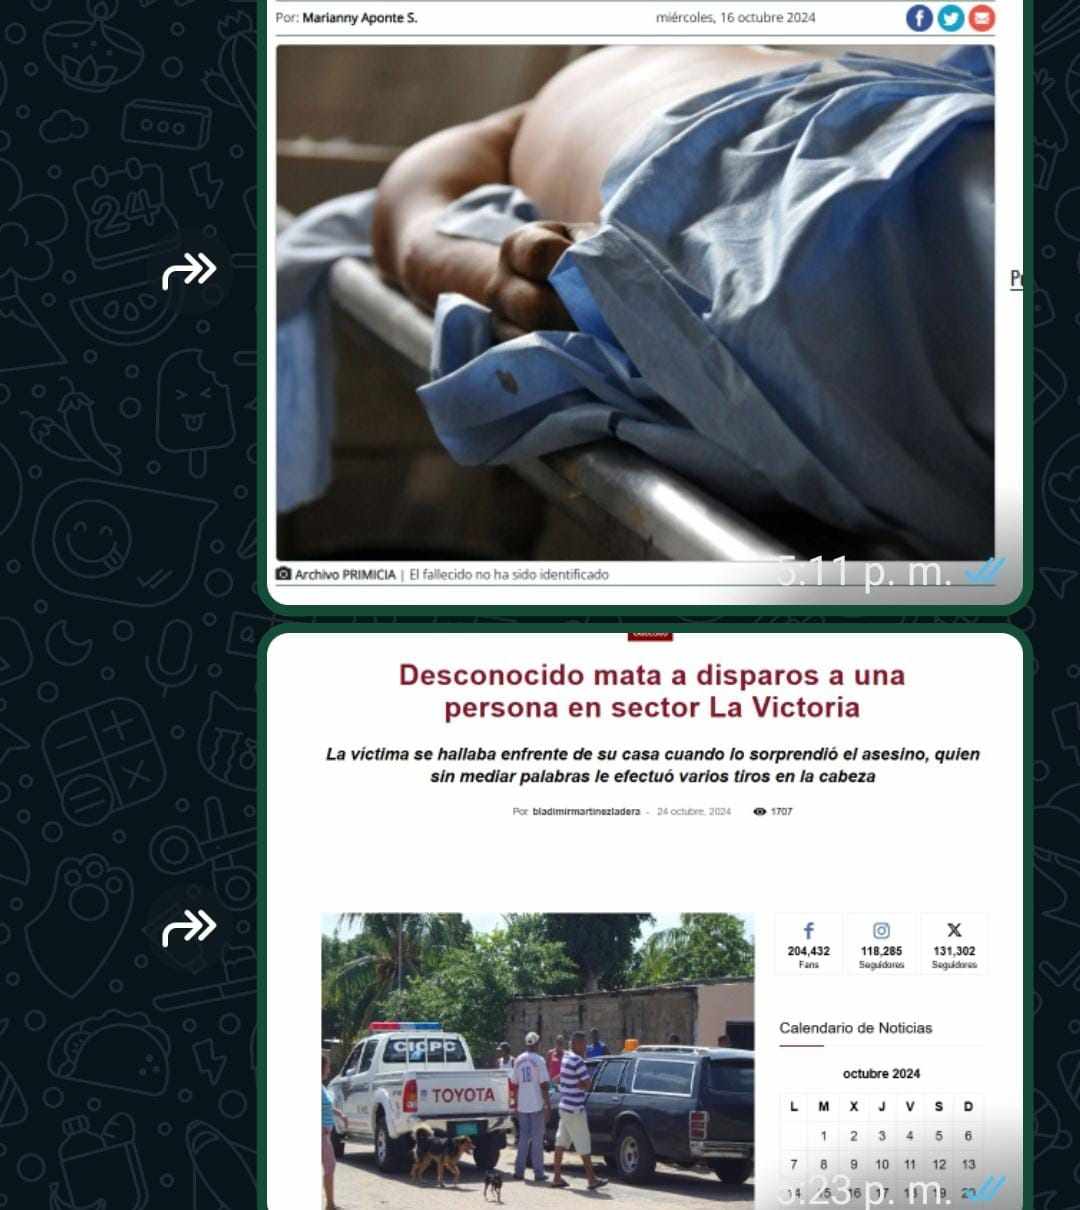 Por: Marianny Aponte S.
miércoles, 16 octubre 2024
24
Archivo PRIMICIA | El fallecido no ha sido identificado
5:11 p. m.
Desconocido mata a disparos a una
persona en sector La Victoria
La víctima se hallaba enfrente de su casa cuando lo sorprendió el asesino, quien
sin mediar palabras le efectuó varios tiros en la cabeza
Por bladimirmartinezladera - 24 octubre, 2024 1707
204,432 118,285 131,302
Fans Seguidores Seguidores
CICPC
TOYOTA
18
Calendario de Noticias
octubre 2024
L M X J V S D
1 2 3 4 5 6
7 8 9 10 11 12 13
14 15 16 17 18 19 20
5:23 p. m.